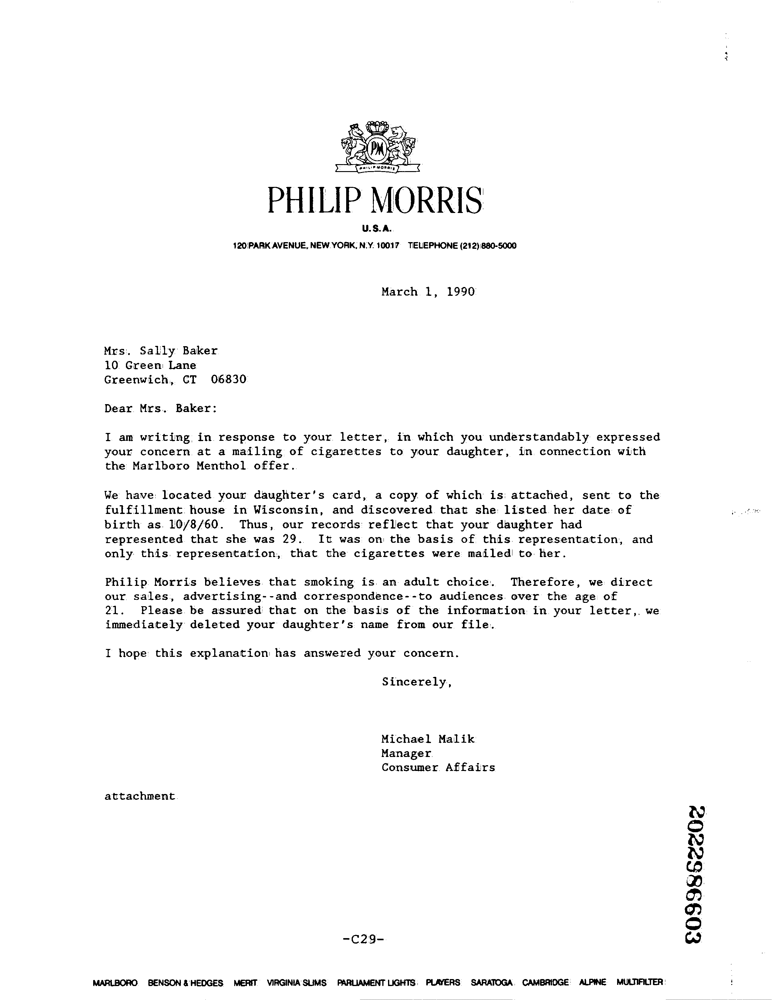 PM
PHILIP MORRIS
PHILIP MORRIS
U.S.A.
120 PARK AVENUE, NEW YORK, N.Y. 10017 TELEPHONE (212) 880-5000
March 1, 1990
Mrs. Sally Baker
10 Green Lane
Greenwich, CT 06830
Dear Mrs. Baker:
I am writing in response to your letter, in which you understandably expressed
your concern at a mailing of cigarettes to your daughter, in connection with
the Marlboro Menthol offer.
We have located your daughter's card, a copy of which is attached, sent to the
fulfillment house in Wisconsin, and discovered that she listed her date of
birth as 10/8/60. Thus, our records reflect that your daughter had
represented that she was 29. It was on the basis of this representation, and
only this representation, that the cigarettes were mailed to her.
Philip Morris believes that smoking is an adult choice. Therefore, we direct
our sales, advertising--and correspondence--to audiences over the age of
21. Please be assured that on the basis of the information in your letter, we
immediately deleted your daughter's name from our file.
I hope this explanation has answered your concern.
Sincerely,
Michael Malik
Manager
Consumer Affairs
attachment
2022986603
-C29-
MARLBORO BENSON & HEDGES MERIT VIRGINIA SLIMS PARLIAMENT LIGHTS PLAYERS SARATOGA CAMBRIDGE ALPINE MULTIFILTER